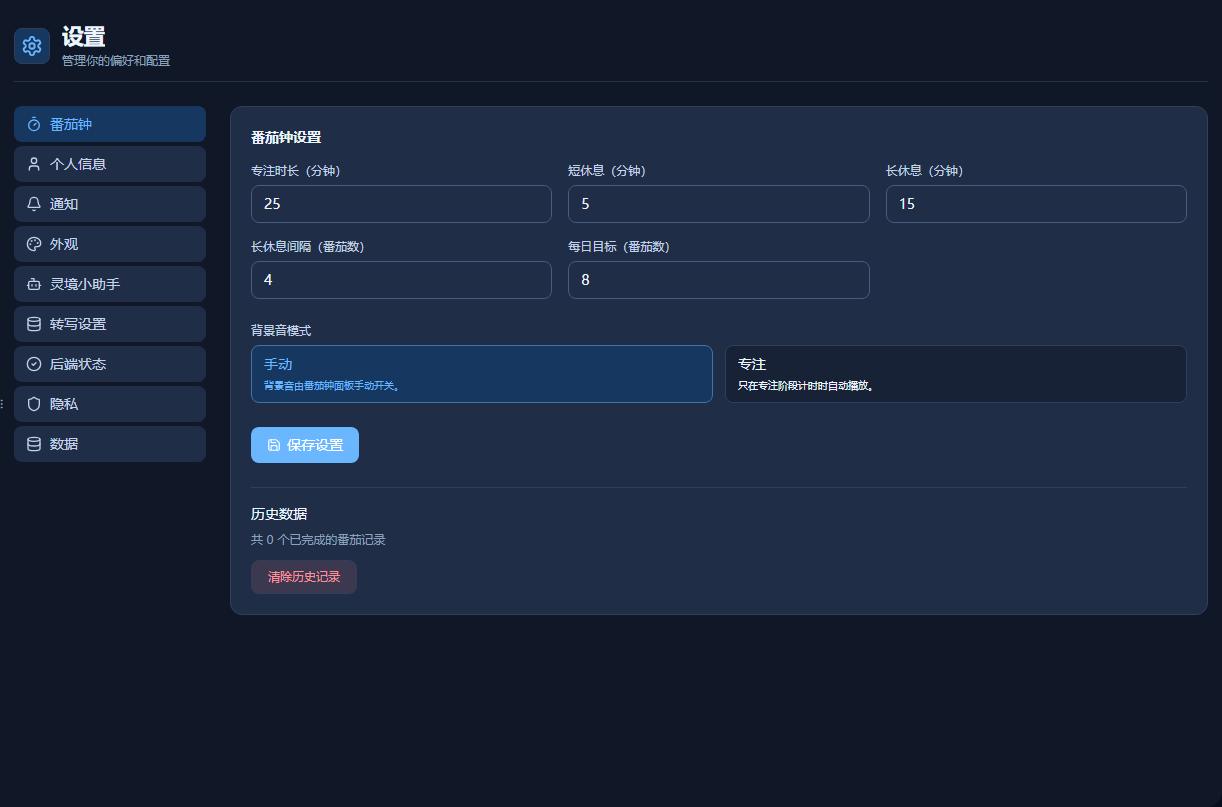 设置
管理你的偏好和配置
番茄钟
个人信息
通知
外观
灵境小助手
转写设置
后端状态
隐私
数据
番茄钟设置
专注时长（分钟）
短休息（分钟）
长休息（分钟）
25
5
15
长休息间隔（番茄数）
每日目标（番茄数）
4
8
背景音模式
手动
背景音由番茄钟面板手动开关。
专注
只在专注阶段计时时自动播放。
保存设置
历史数据
共 0 个已完成的番茄记录
清除历史记录